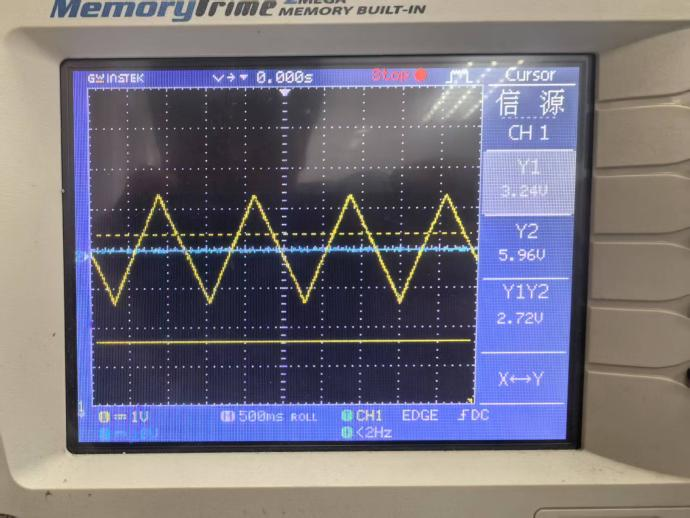 MemoryPrime 2MEGA
MEMORY BUILT-IN
GW INSTEK 0.000s Stop Cursor
信 源
CH 1
Y1
3.24V
Y2
5.96V
Y1Y2
2.72V
X↔Y
1V M 500ms ROLL CH1 EDGE DC
<2Hz